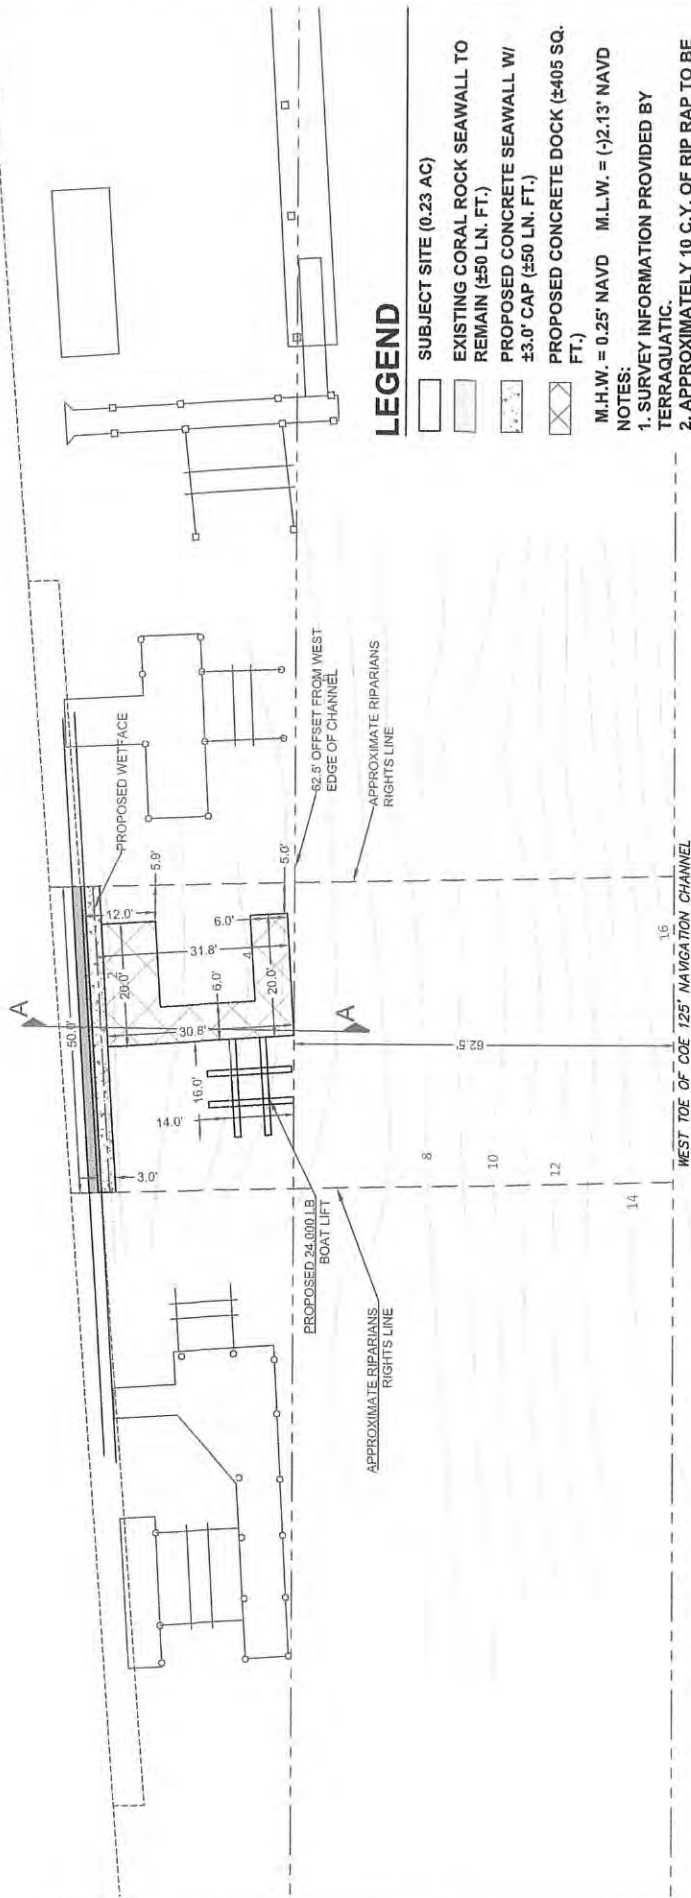 LEGEND
SUBJECT SITE (0.23 AC)
EXISTING CORAL ROCK SEAWALL TO
REMAIN (±50 LN. FT.)
PROPOSED CONCRETE SEAWALL W/
±3.0' CAP (±50 LN. FT.)
PROPOSED CONCRETE DOCK (±405 SQ.
FT.)
M.H.W. = 0.25' NAVD M.L.W. = (-)2.13' NAVD
NOTES:
1. SURVEY INFORMATION PROVIDED BY
TERRAQUATIC.
2. APPROXIMATELY 10 C.Y. OF RIP RAP TO BE
PROPOSED WET FACE
62.5' OFFSET FROM WEST
EDGE OF CHANNEL
APPROXIMATE RIPARIANS
RIGHTS LINE
A
50.0'
12.0'
5.9'
2
20.0'
31.8'
6.0'
5.0'
4
6.0'
20.0'
30.8'
A
16.0'
14.0'
3.0'
62.5'
PROPOSED 24,000 LB
BOAT LIFT
APPROXIMATE RIPARIANS
RIGHTS LINE
8
10
12
14
16
WEST TOE OF COE 125' NAVIGATION CHANNEL